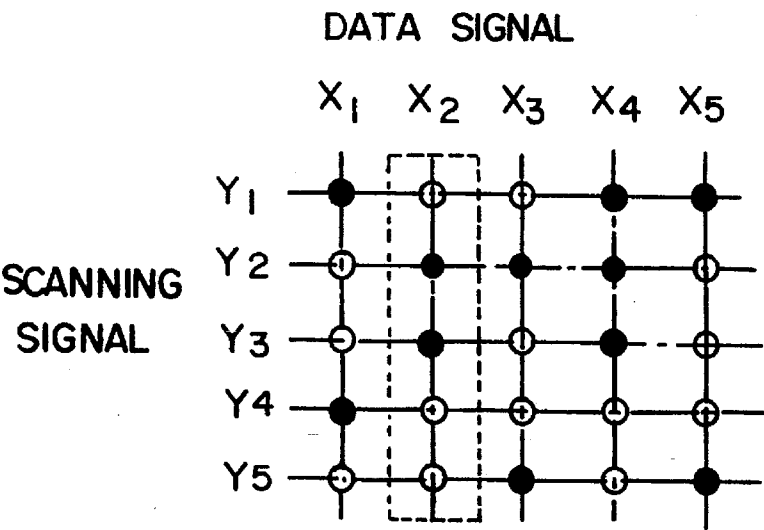 DATA SIGNAL
X1 X2 X3 X4 X5
Y1
Y2
SCANNING
Y3
SIGNAL
Y4
Y5